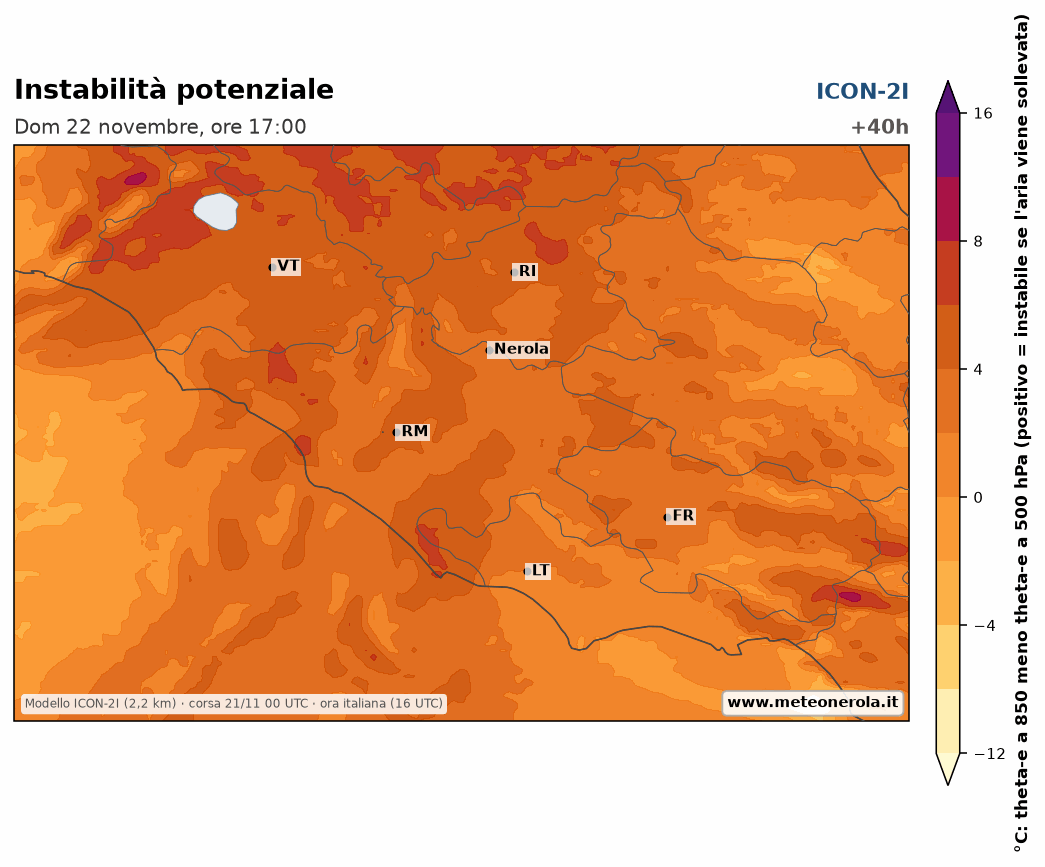 Instabilità potenziale
ICON-2I
Dom 22 novembre, ore 17:00
+40h
VT
RI
Nerola
RM
FR
LT
Modello ICON-2I (2,2 km) · corsa 21/11 00 UTC · ora italiana (16 UTC)
www.meteonerola.it
16
8
4
0
−4
−12
°C: theta-e a 850 meno theta-e a 500 hPa (positivo = instabile se l'aria viene sollevata)